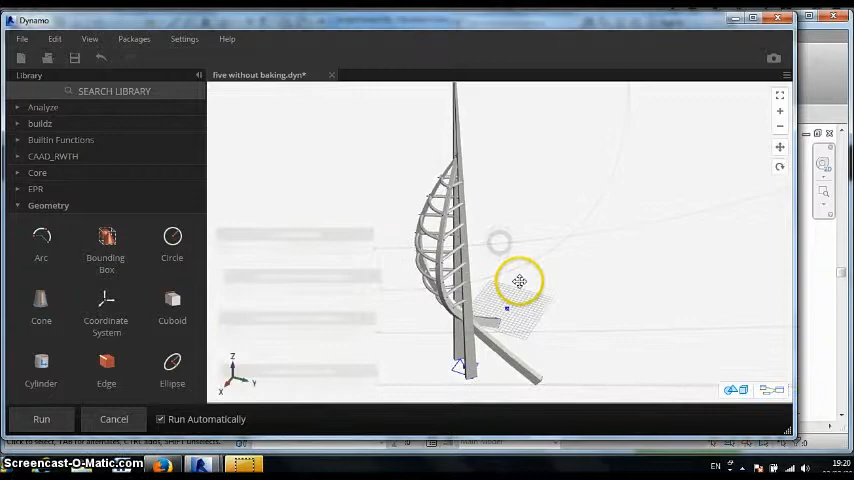 Dynamo
File Edit View Packages Settings Help
Library
five without baking.dyn*
SEARCH LIBRARY
Analyze
buildz
Builtin Functions
CAAD_RWTH
Core
EPR
Geometry
Arc
Bounding Box
Circle
Cone
Coordinate System
Cuboid
Cylinder
Edge
Ellipse
Z
X
Y
Run
Cancel
Run Automatically
Screencast-O-Matic.com
EN
19:20